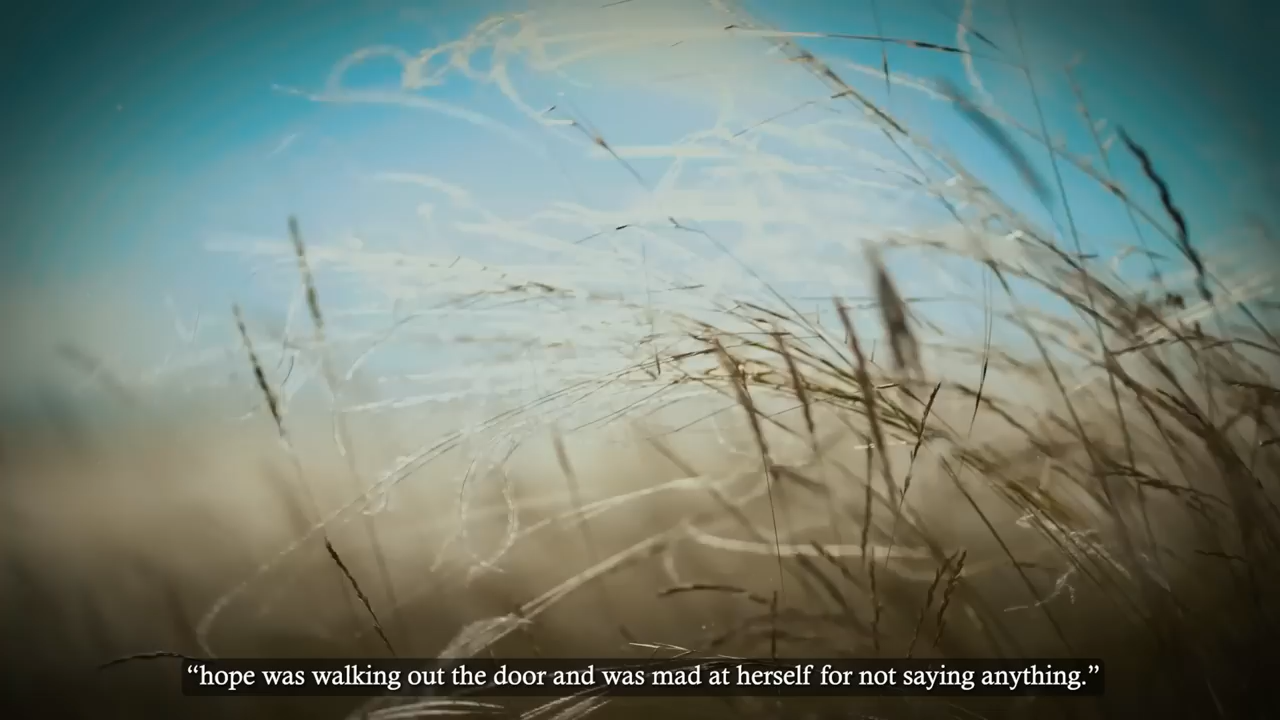 “hope was walking out the door and was mad at herself for not saying anything.”